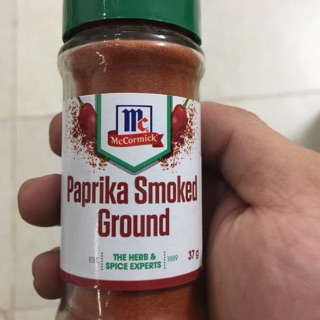 Mc
McCormick
Paprika Smoked
Ground
EST. THE HERB & 1889
SPICE EXPERTS
37 g